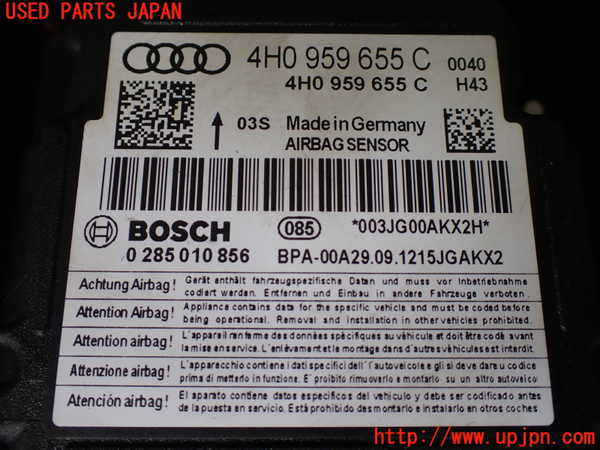 USED PARTS JAPAN
4H0 959 655 C 0040
4H0 959 655 C H43
03S Made in Germany
AIRBAG SENSOR
BOSCH 085 *003JG00AKX2H*
0 285 010 856 BPA-00A29.09.1215JGAKX2
Achtung Airbag! Gerät enthält fahrzeugspezifische Daten und muss vor Inbetriebnahme
codiert werden. Entfernen und Einbau in andere Fahrzeuge verboten.
Attention Airbag! Appliance contains data for the specific vehicle and must be coded before
being operational. Removal and installation in other vehicles prohibited.
Attention airbag! L'appareil renferme des données spécifiques au véhicule et doit être codé avant
la mise en service. L'enlèvement et le montage dans d'autres véhicules est interdit.
Attenzione airbag! L'apparecchio contiene i dati specifici dell'autoveicolo e gli si deve dare u codice
prima di metterlo in funzione. E' proibito rimuoverlo e montarlo su un altro autoveicolo
Atención airbag! El aparato contiene datos específicos del vehículo y debe ser codificado antes
de la puesta en servicio. Está prohibido desmontarlo e instalarlo en otros coches.
http://www.upjpn.com/